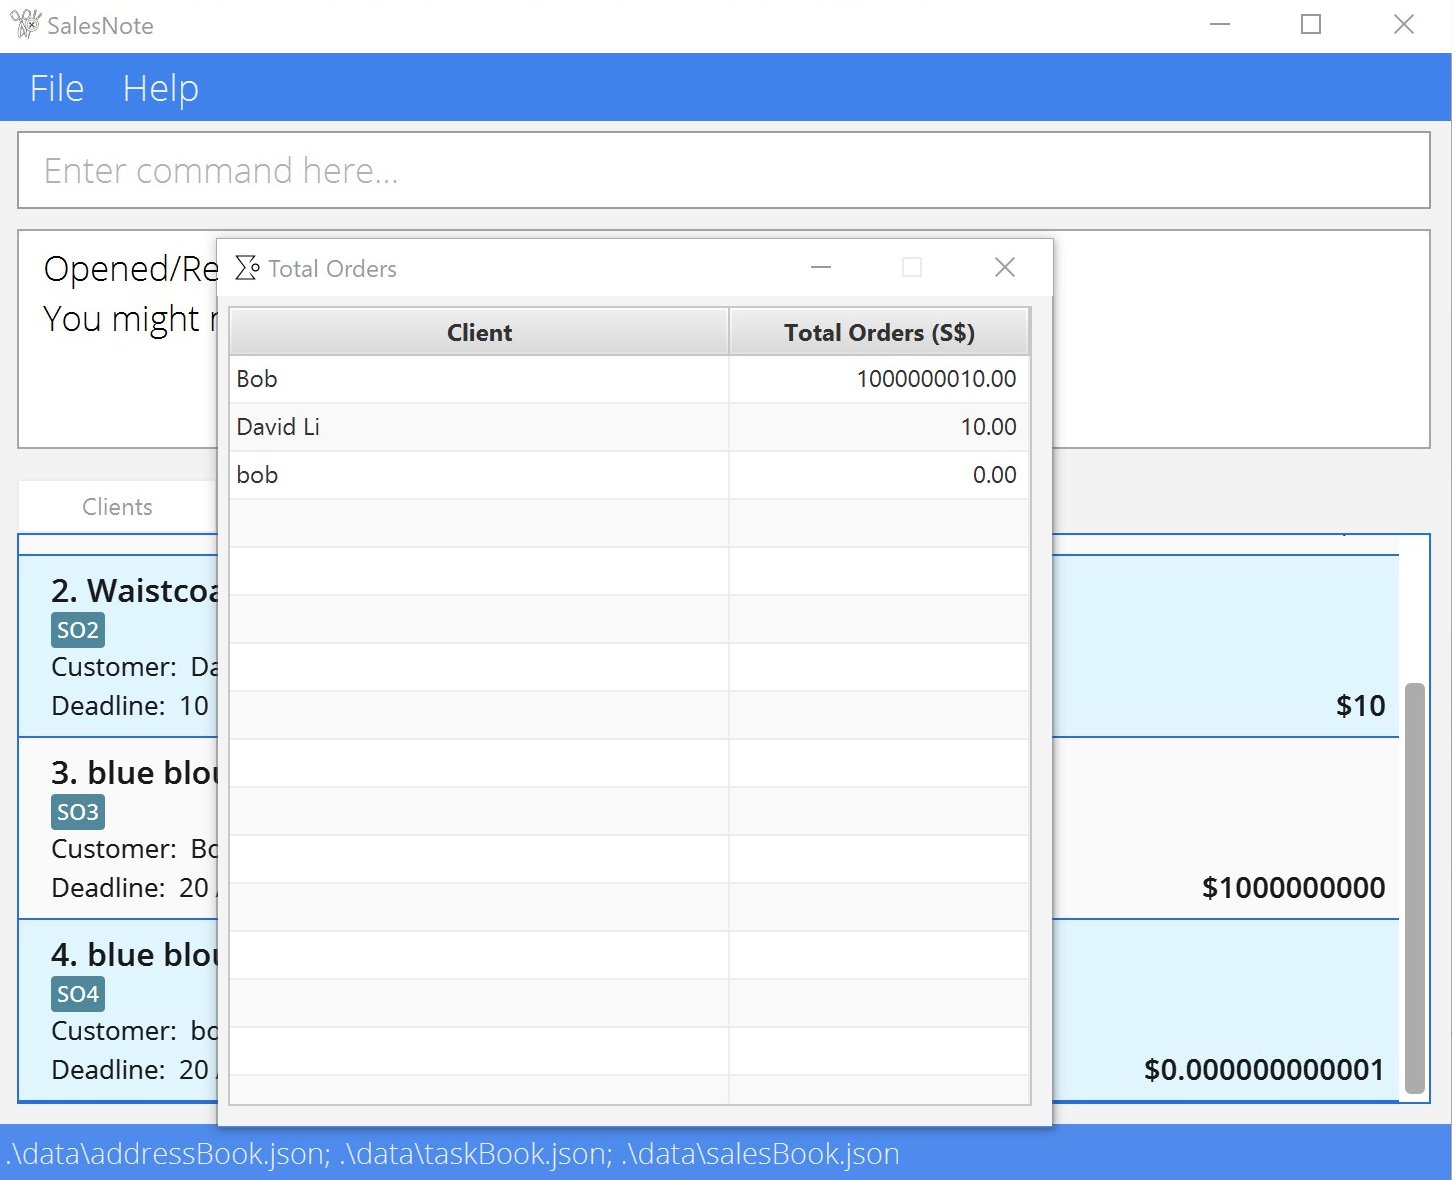 SalesNote
File Help
Enter command here...
Opened/Re
You might
Total Orders
Client Total Orders (S$)
Bob 1000000010.00
David Li 10.00
bob 0.00
Clients
2. Waistcoa
SO2
Customer: Da
Deadline: 10
$10
3. blue blou
SO3
Customer: Bo
Deadline: 20
$1000000000
4. blue blou
SO4
Customer: bo
Deadline: 20
$0.000000000001
.\data\addressBook.json; .\data\taskBook.json; .\data\salesBook.json